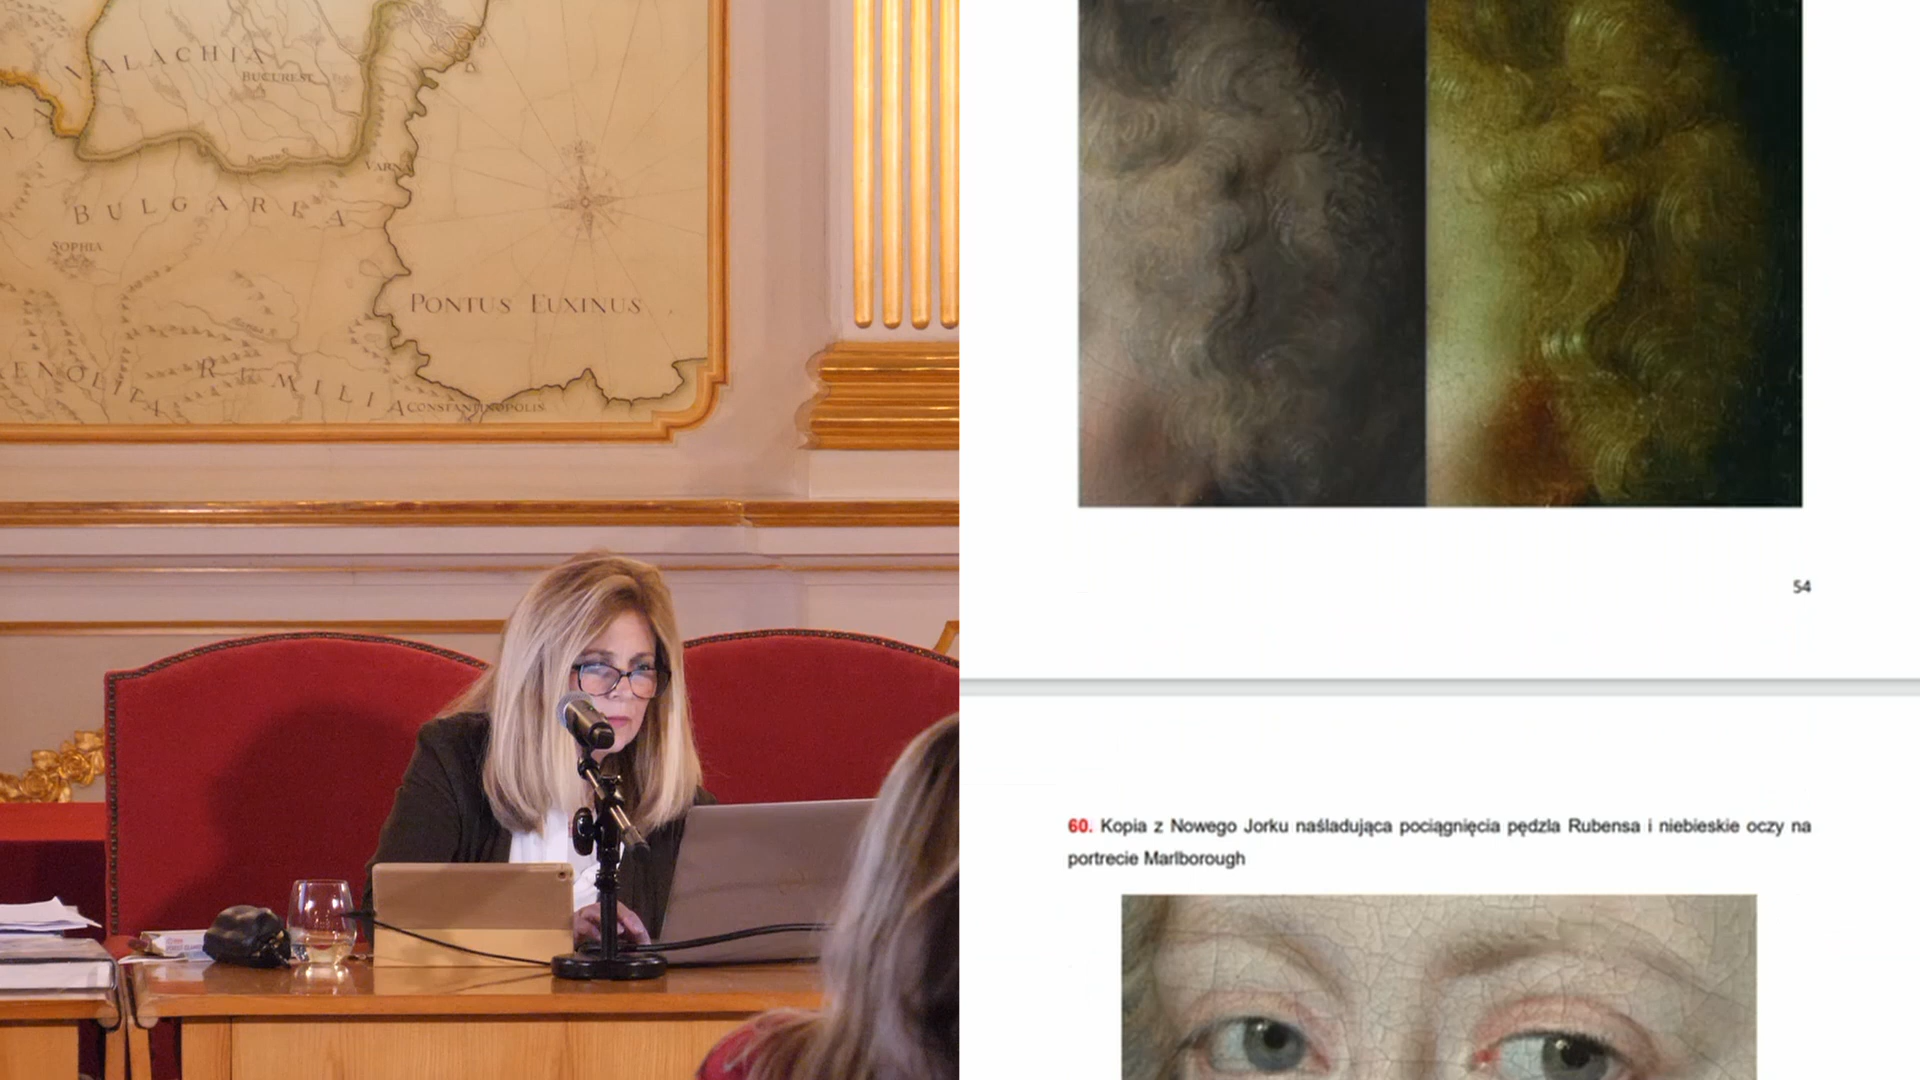 VALACHIA
BUCUREST
VARNA
BULGAREA
SOPHIA
PONTUS EUXINUS
CONSTANTINOPOLIS
54
60. Kopia z Nowego Jorku naśladująca pociągnięcia pędzla Rubensa i niebieskie oczy na
portrecie Marlborough